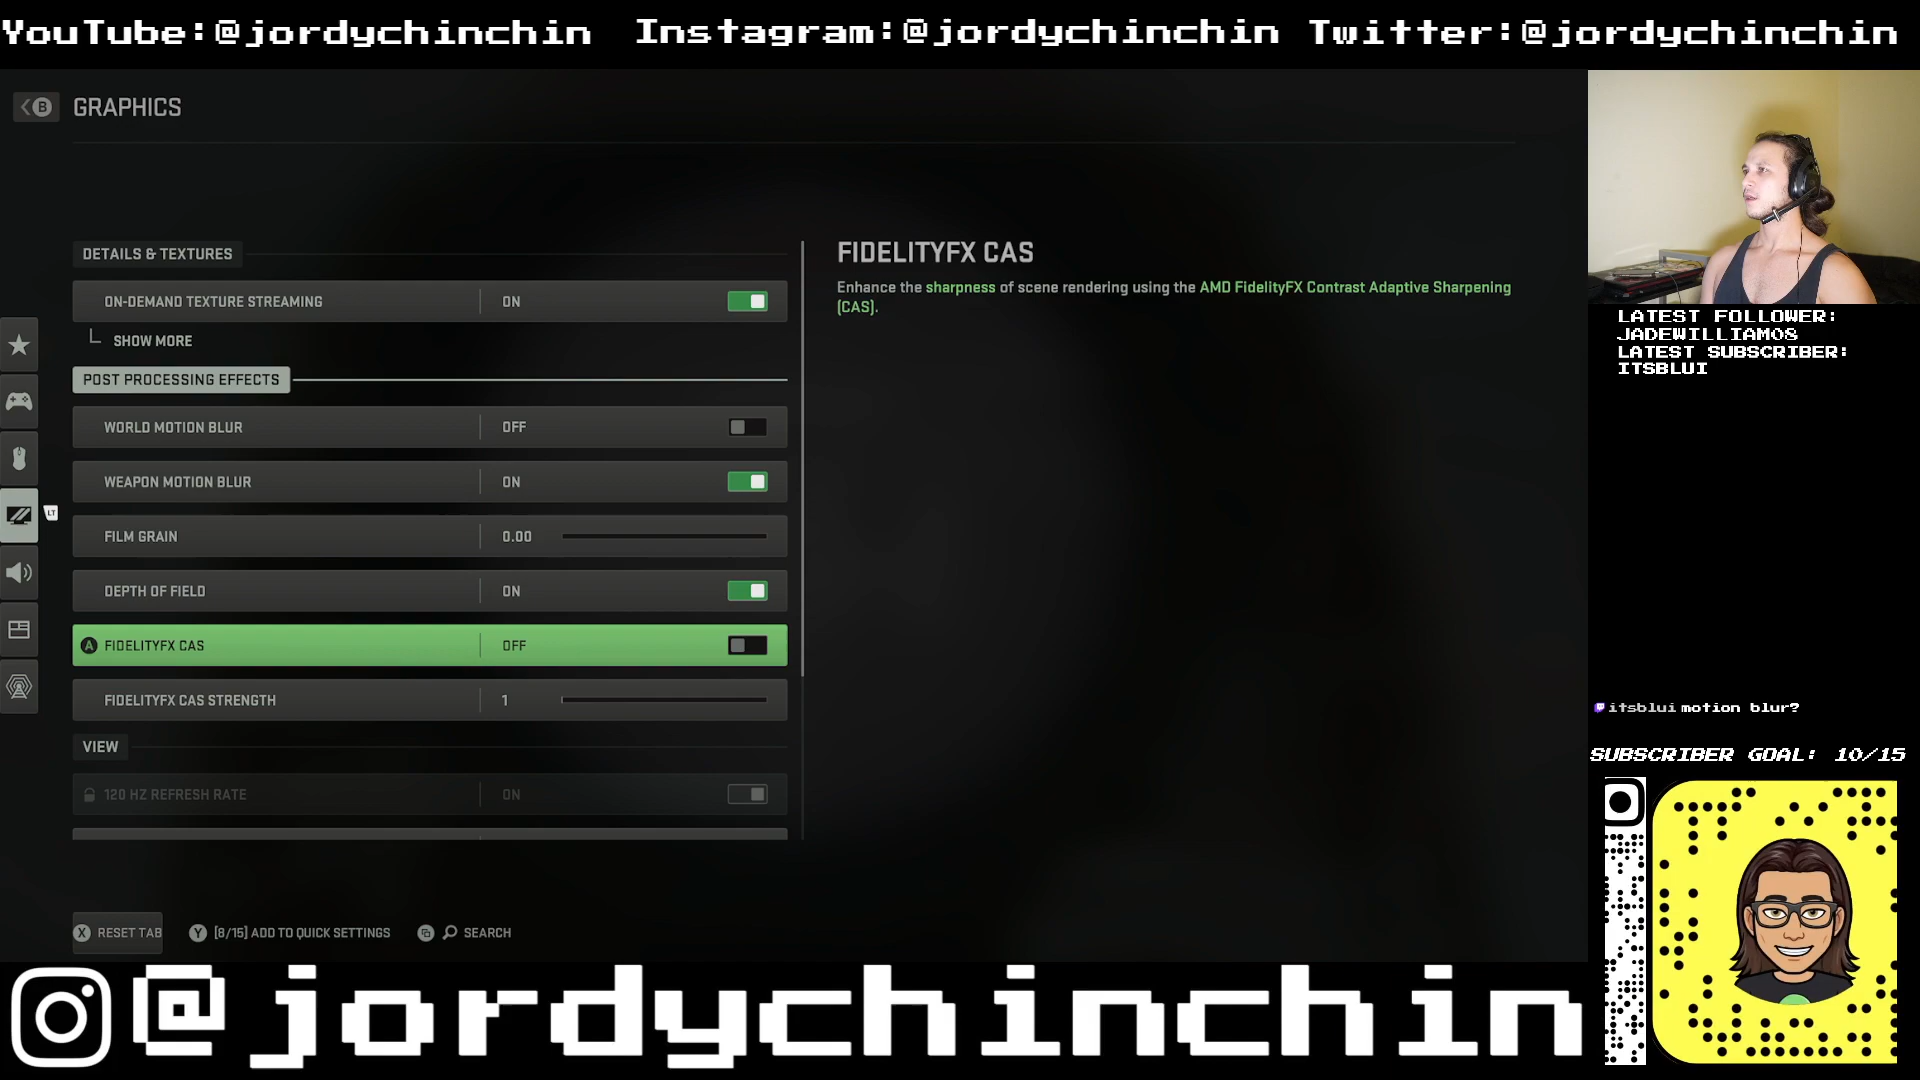 YouTube:@jordychinchin Instagram:@jordychinchin Twitter:@jordychinchin
B GRAPHICS
DETAILS & TEXTURES
ON-DEMAND TEXTURE STREAMING ON
SHOW MORE
POST PROCESSING EFFECTS
WORLD MOTION BLUR OFF
WEAPON MOTION BLUR ON
LT
FILM GRAIN 0.00
DEPTH OF FIELD ON
A FIDELITYFX CAS OFF
FIDELITYFX CAS STRENGTH 1
VIEW
120 HZ REFRESH RATE ON
X RESET TAB Y [8/15] ADD TO QUICK SETTINGS SEARCH
FIDELITYFX CAS
Enhance the sharpness of scene rendering using the AMD FidelityFX Contrast Adaptive Sharpening
(CAS).
LATEST FOLLOWER:
JADEWILLIAM08
LATEST SUBSCRIBER:
ITSBLUI
itsblui motion blur?
SUBSCRIBER GOAL: 10/15
@jordychinchin